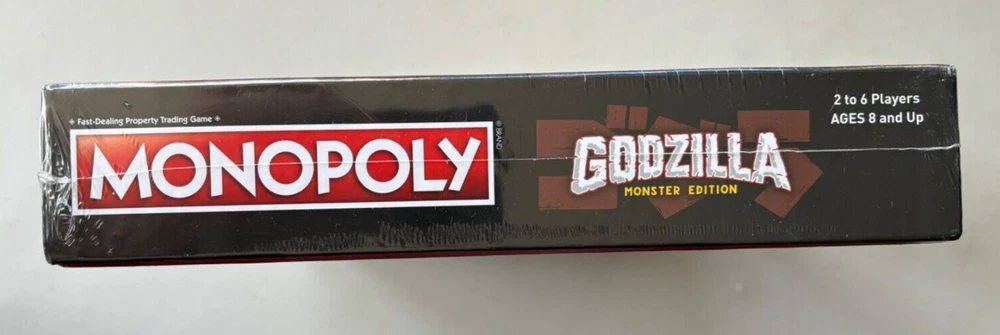 Fast-Dealing Property Trading Game
MONOPOLY
® BRAND
GODZILLA
MONSTER EDITION
2 to 6 Players
AGES 8 and Up